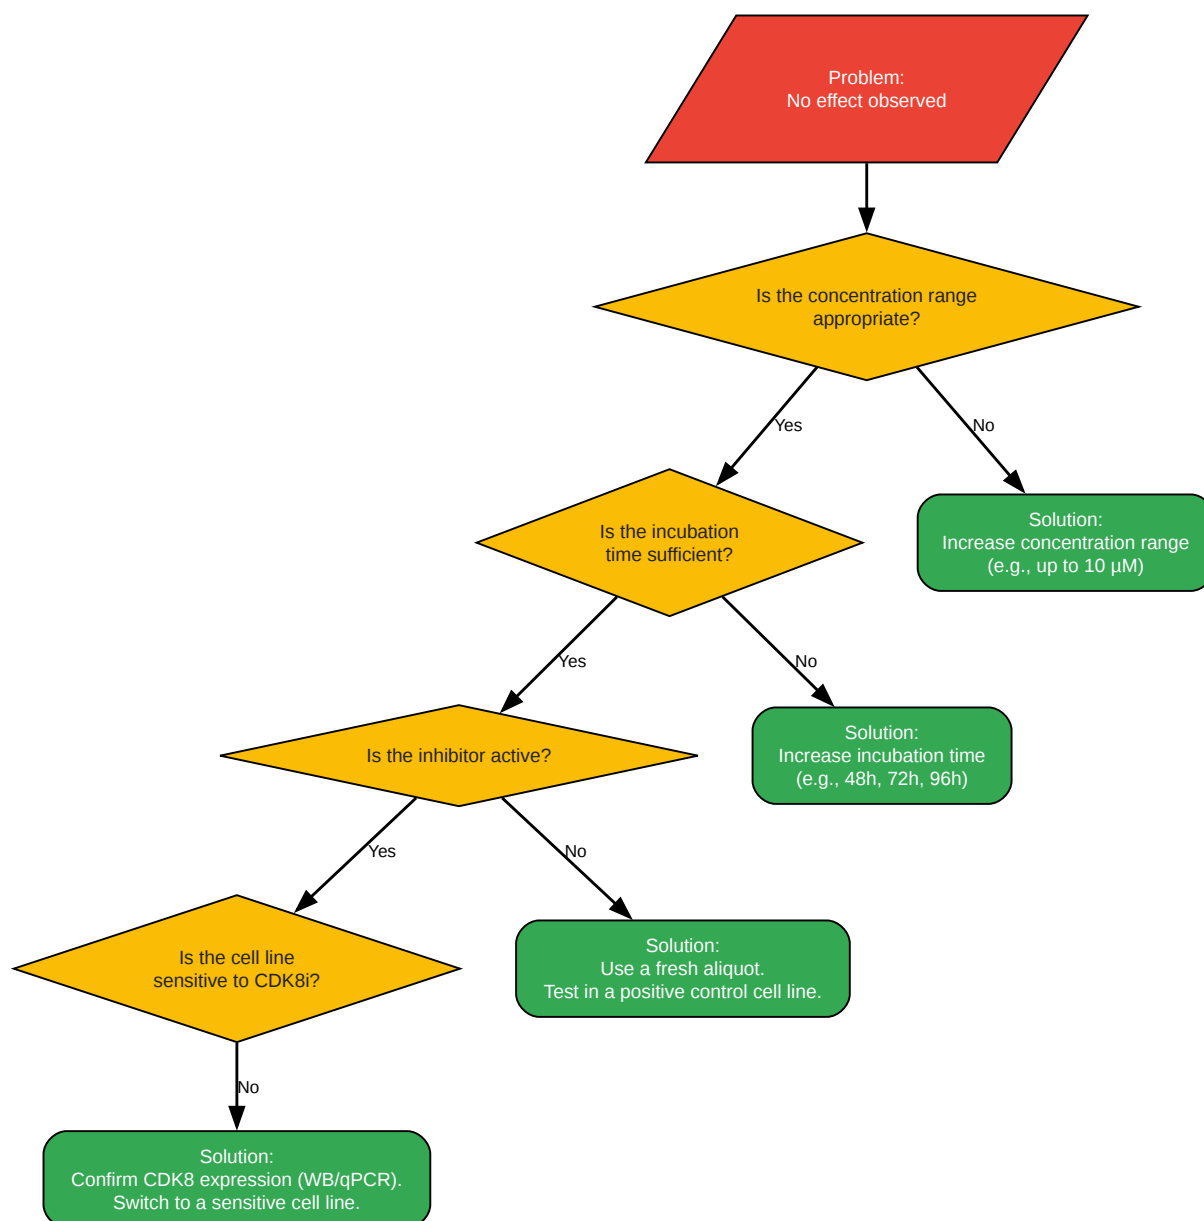 Problem:
No effect observed
Is the concentration range
appropriate?
Yes
No
Is the incubation
time sufficient?
Solution:
Increase concentration range
(e.g., up to 10 µM)
Yes
No
Is the inhibitor active?
Solution:
Increase incubation time
(e.g., 48h, 72h, 96h)
Yes
No
Is the cell line
sensitive to CDK8i?
Solution:
Use a fresh aliquot.
Test in a positive control cell line.
No
Solution:
Confirm CDK8 expression (WB/qPCR).
Switch to a sensitive cell line.